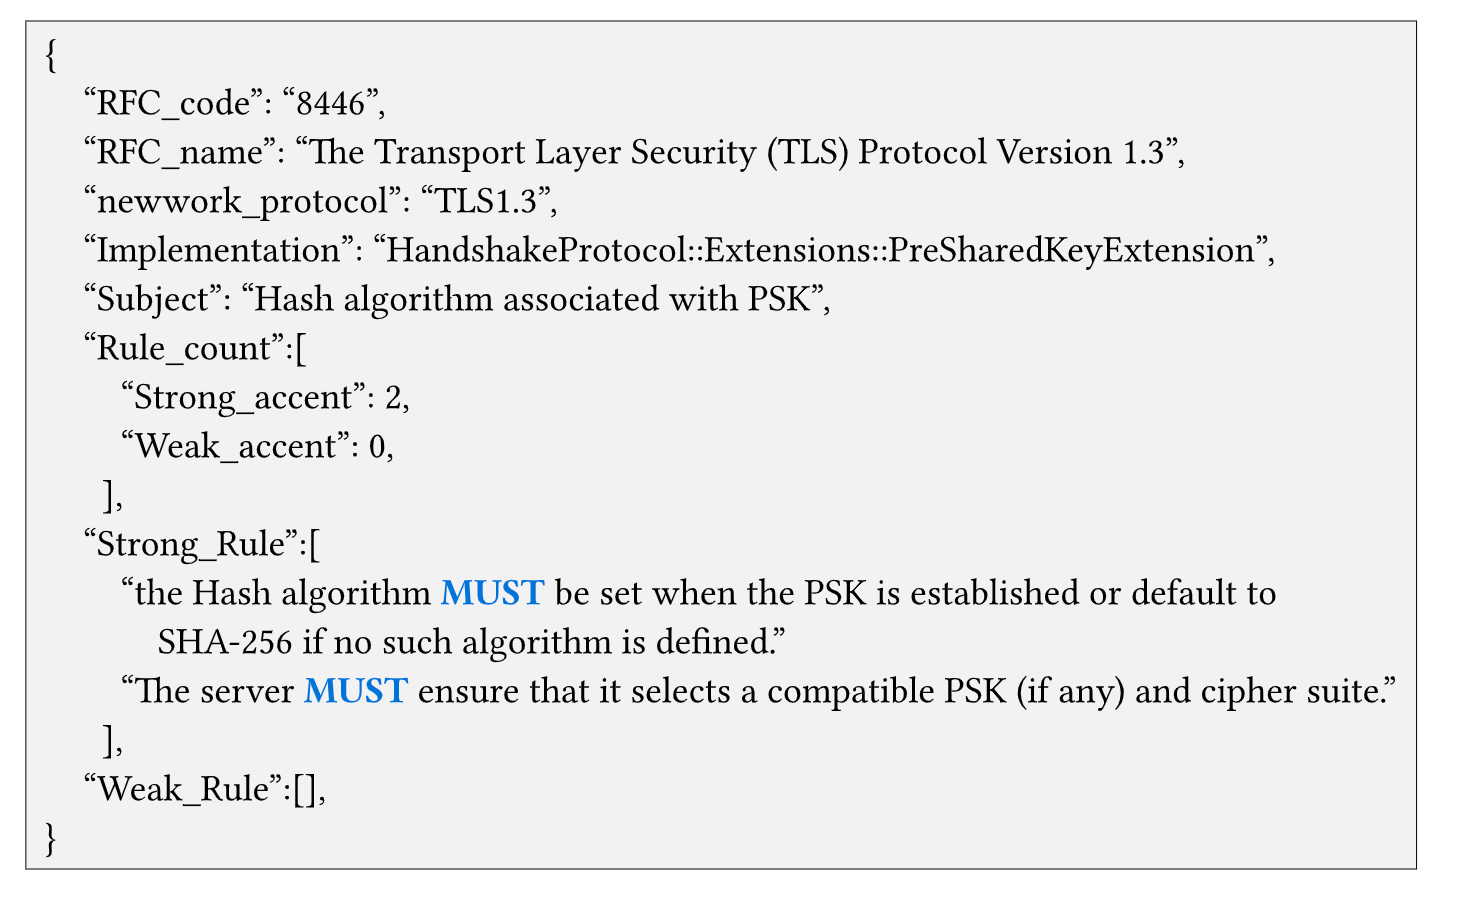 {
“RFC_code”: “8446”,
“RFC_name”: “The Transport Layer Security (TLS) Protocol Version 1.3”,
“newwork_protocol”: “TLS1.3”,
“Implementation”: “HandshakeProtocol::Extensions::PreSharedKeyExtension”,
“Subject”: “Hash algorithm associated with PSK”,
“Rule_count”:[
“Strong_accent”: 2,
“Weak_accent”: 0,
],
“Strong_Rule”:[
“the Hash algorithm MUST be set when the PSK is established or default to
SHA-256 if no such algorithm is defined.”
“The server MUST ensure that it selects a compatible PSK (if any) and cipher suite.”
],
“Weak_Rule”:[],
}